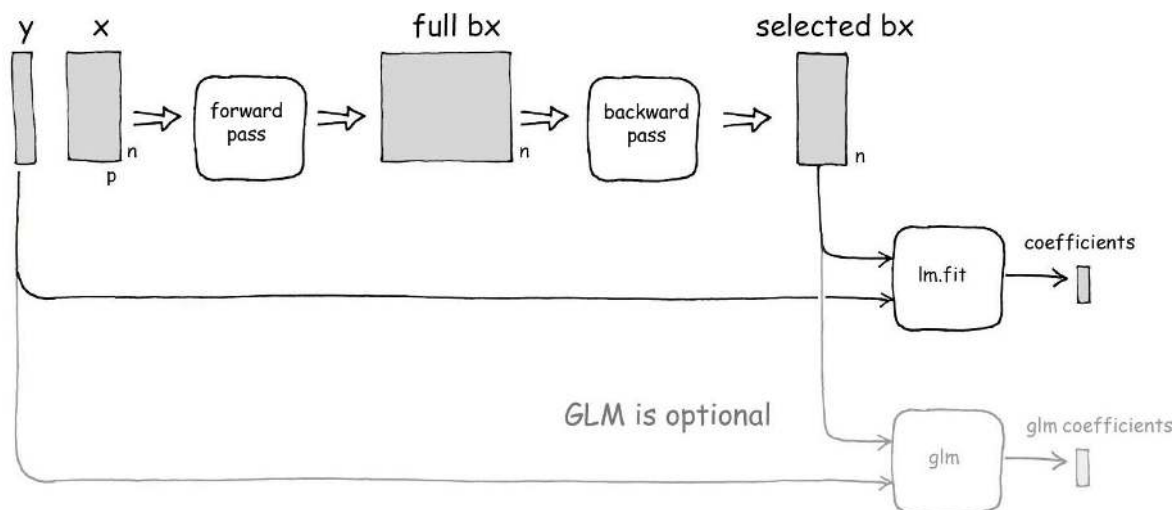 y
x
full bx
selected bx
forward
pass
backward
pass
n
p
n
n
coefficients
lm.fit
GLM is optional
glm coefficients
glm